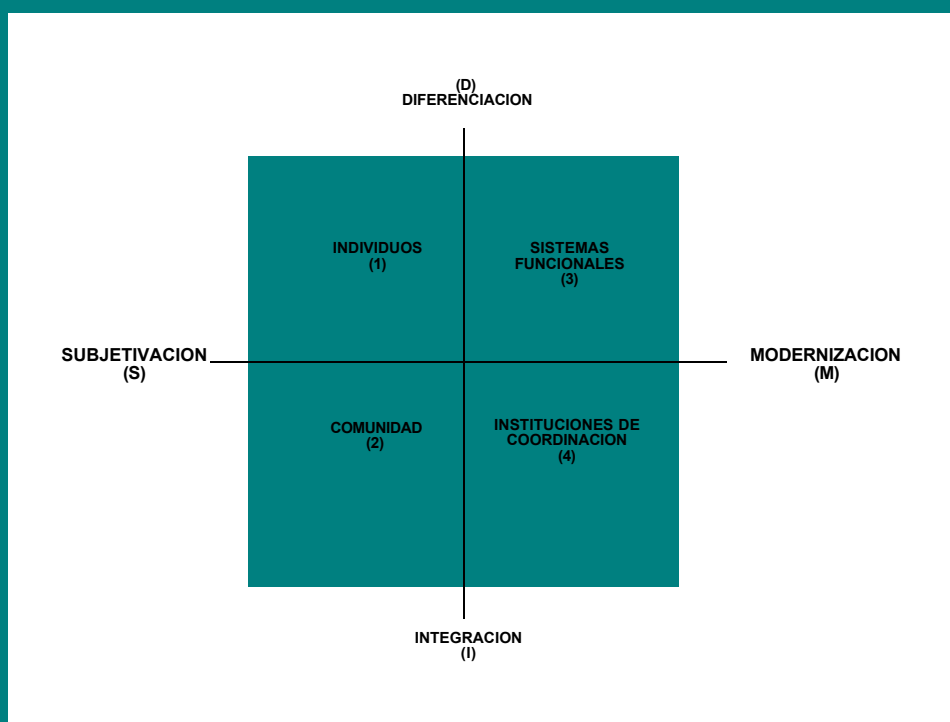 (D)
DIFERENCIACION
INDIVIDUOS
(1)
SISTEMAS
FUNCIONALES
(3)
SUBJETIVACION
(S)
MODERNIZACION
(M)
COMUNIDAD
(2)
INSTITUCIONES DE
COORDINACION
(4)
INTEGRACION
(I)